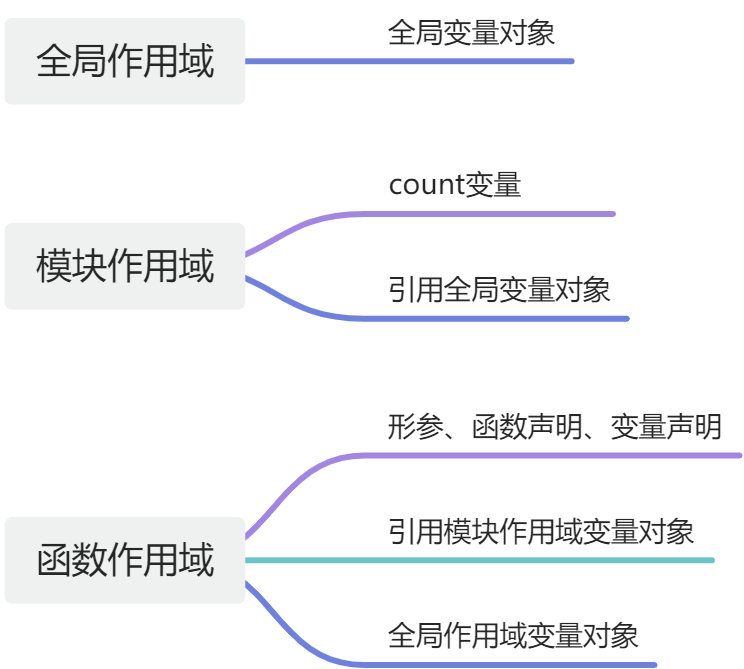 全局作用域
全局变量对象
模块作用域
count变量
引用全局变量对象
函数作用域
形参、函数声明、变量声明
引用模块作用域变量对象
全局作用域变量对象